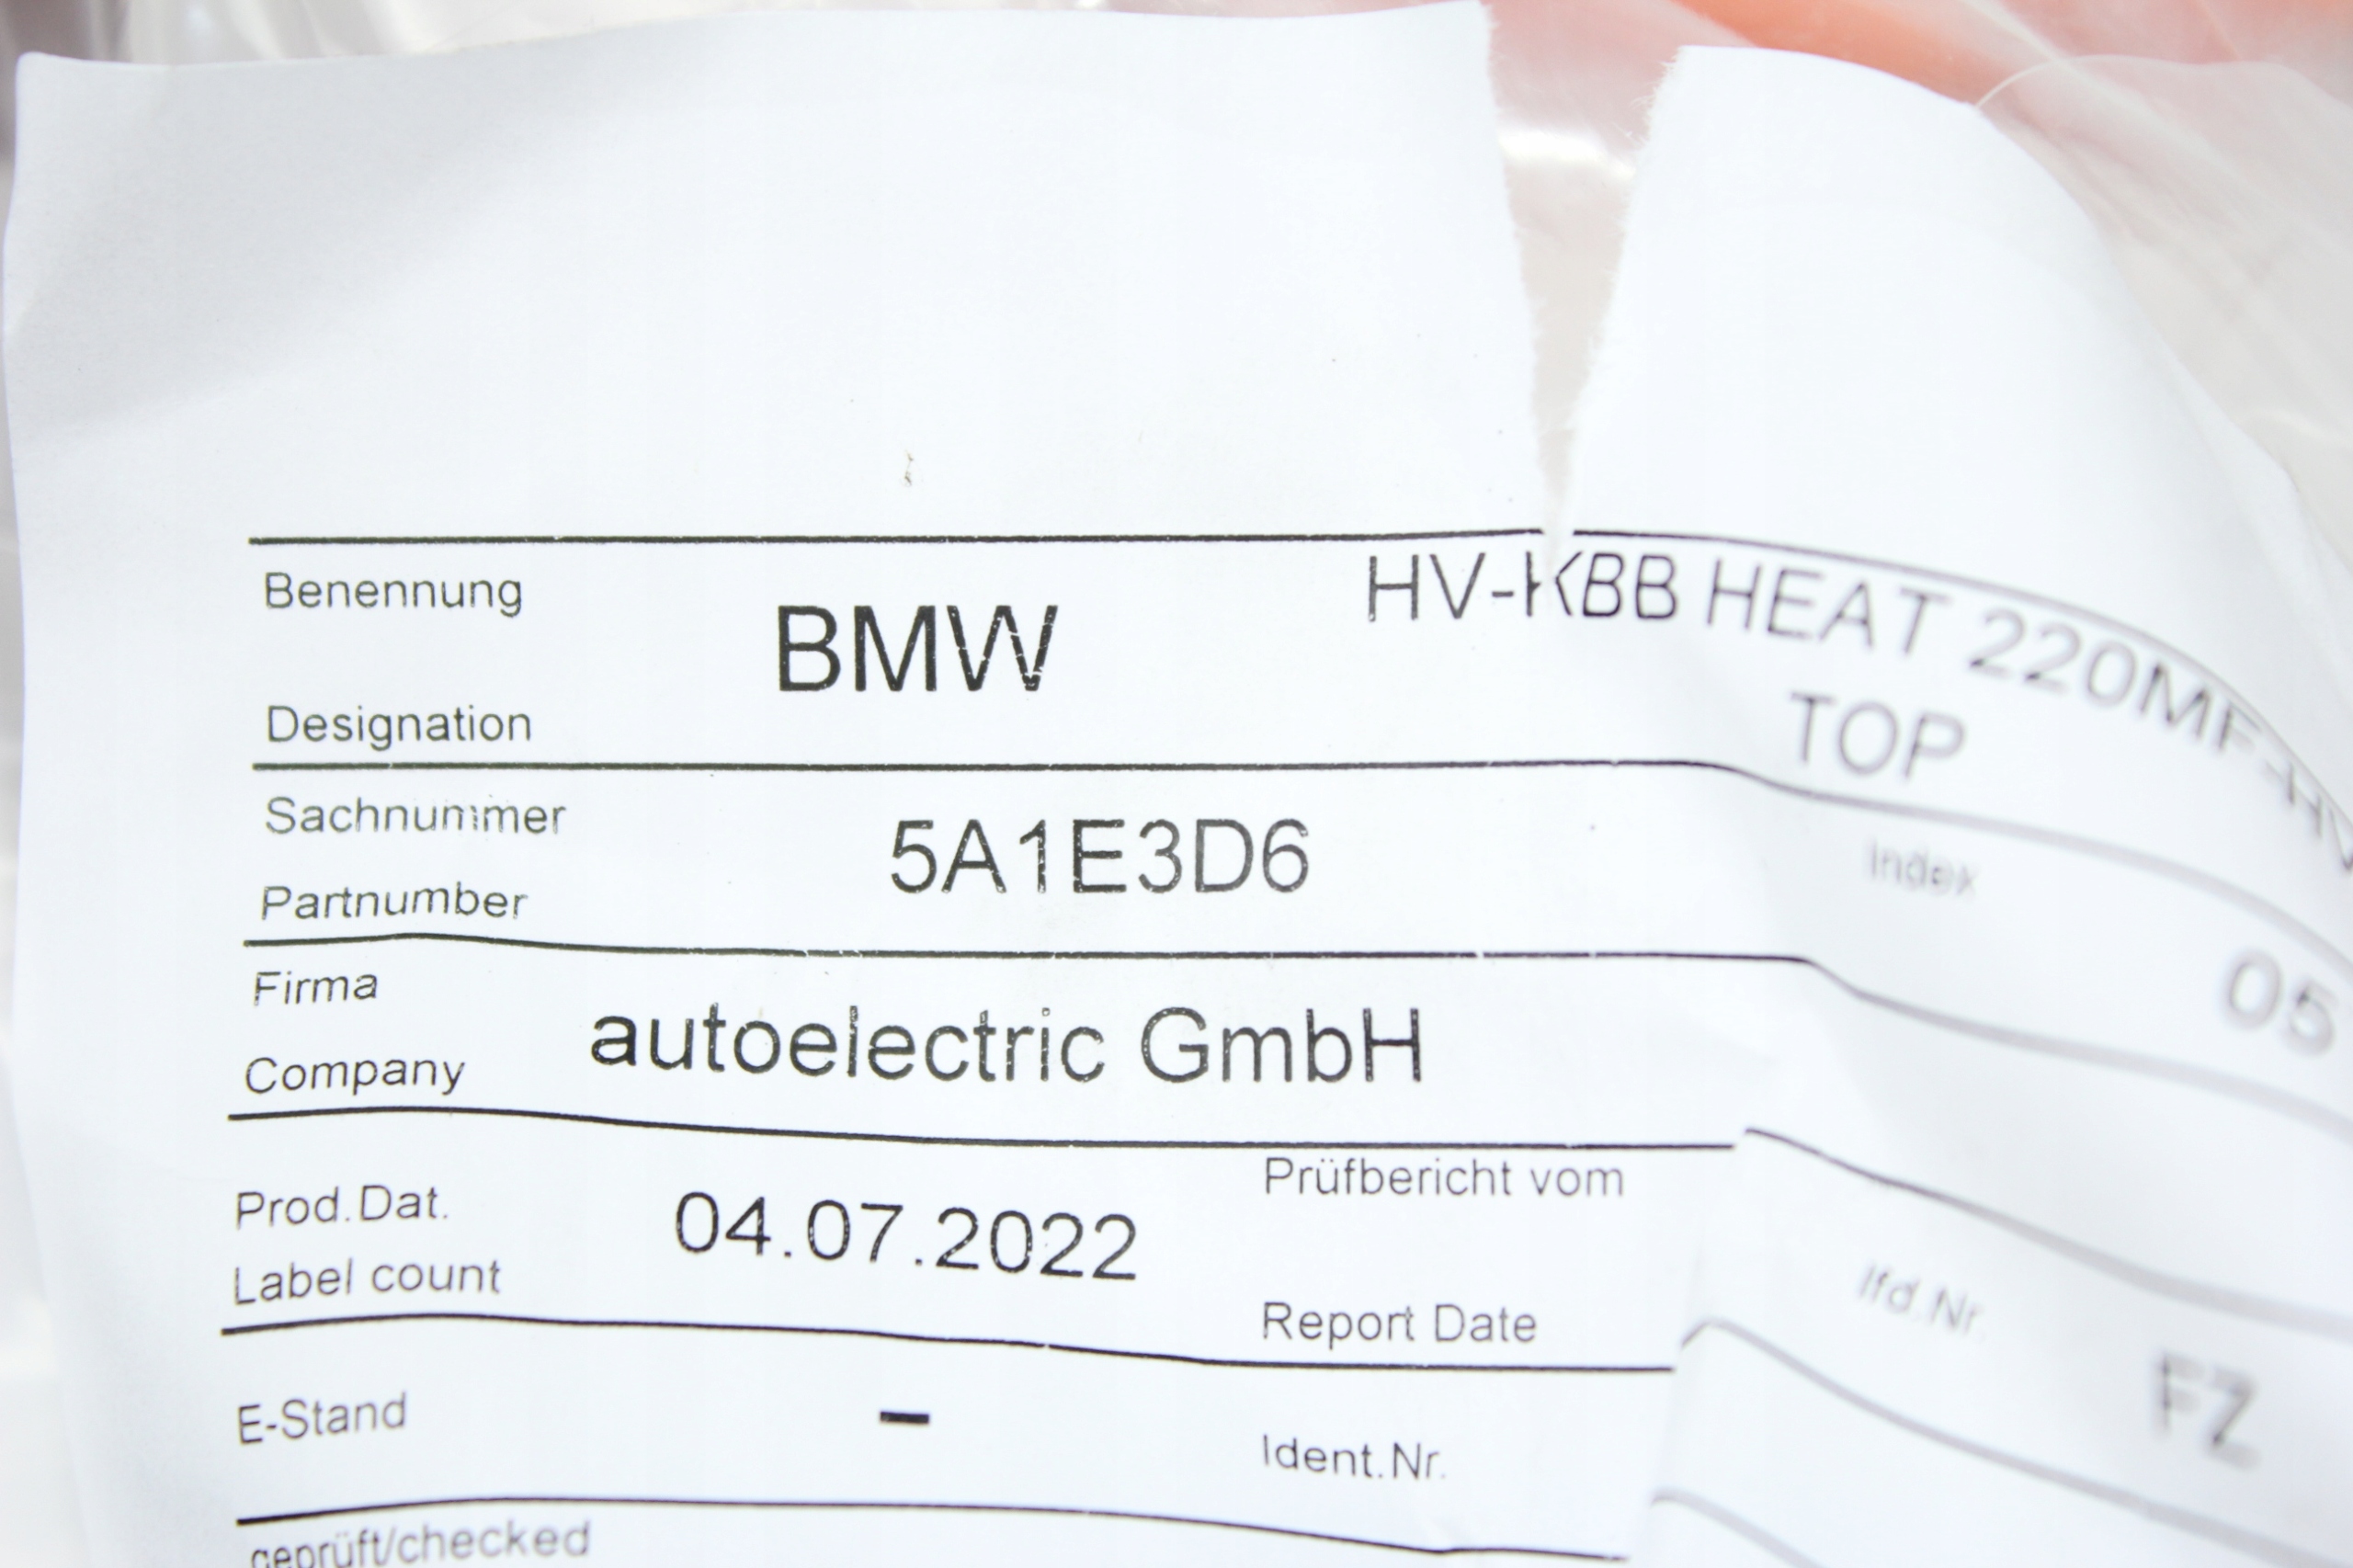 Benennung
BMW
HV-KBB HEAT 220MF+HV
TOP
Designation
Sachnummer
5A1E3D6
Index
Partnumber
05
Firma
autoelectric GmbH
Company
Prüfbericht vom
Prod.Dat.
04.07.2022
Label count
lfd.Nr.
Report Date
FZ
E-Stand
-
Ident.Nr.
geprüft/checked